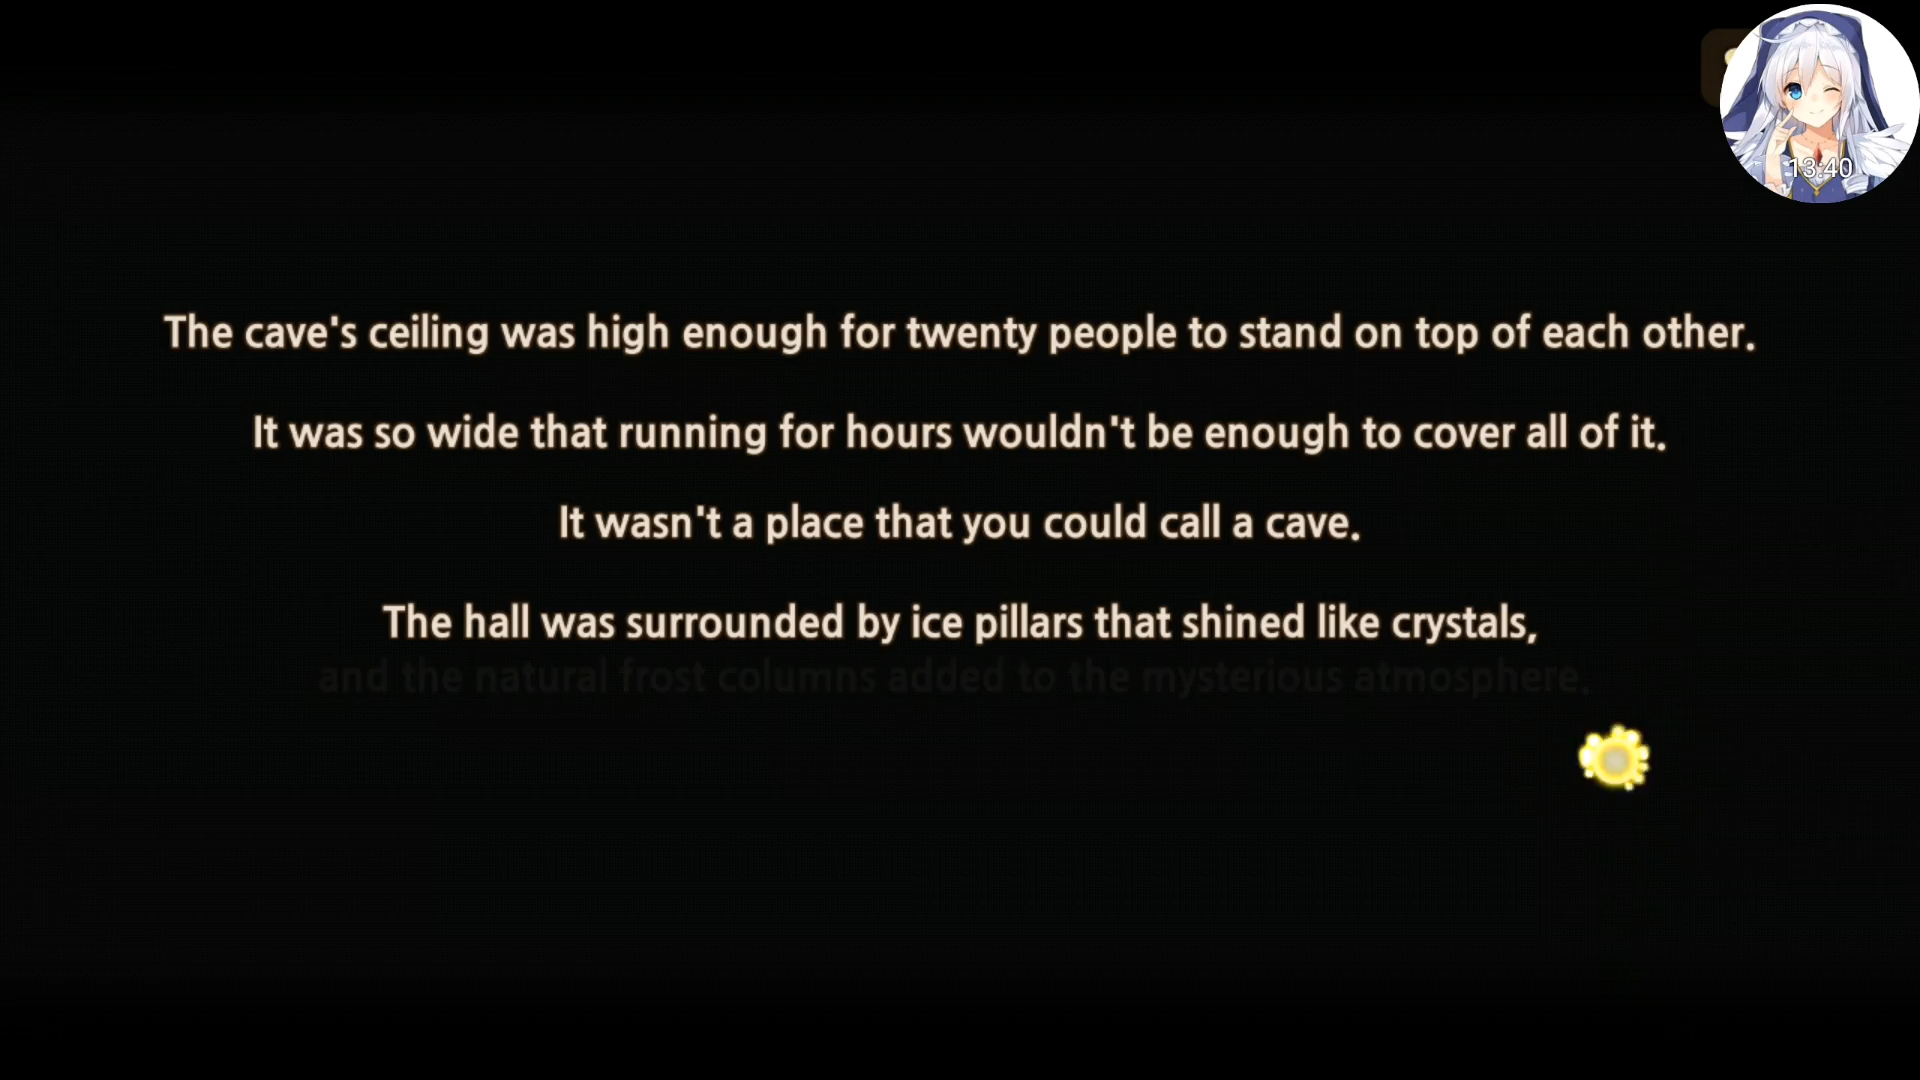 13:40
The cave's ceiling was high enough for twenty people to stand on top of each other.
It was so wide that running for hours wouldn't be enough to cover all of it.
It wasn't a place that you could call a cave.
The hall was surrounded by ice pillars that shined like crystals,
and the natural frost columns added to the mysterious atmosphere.